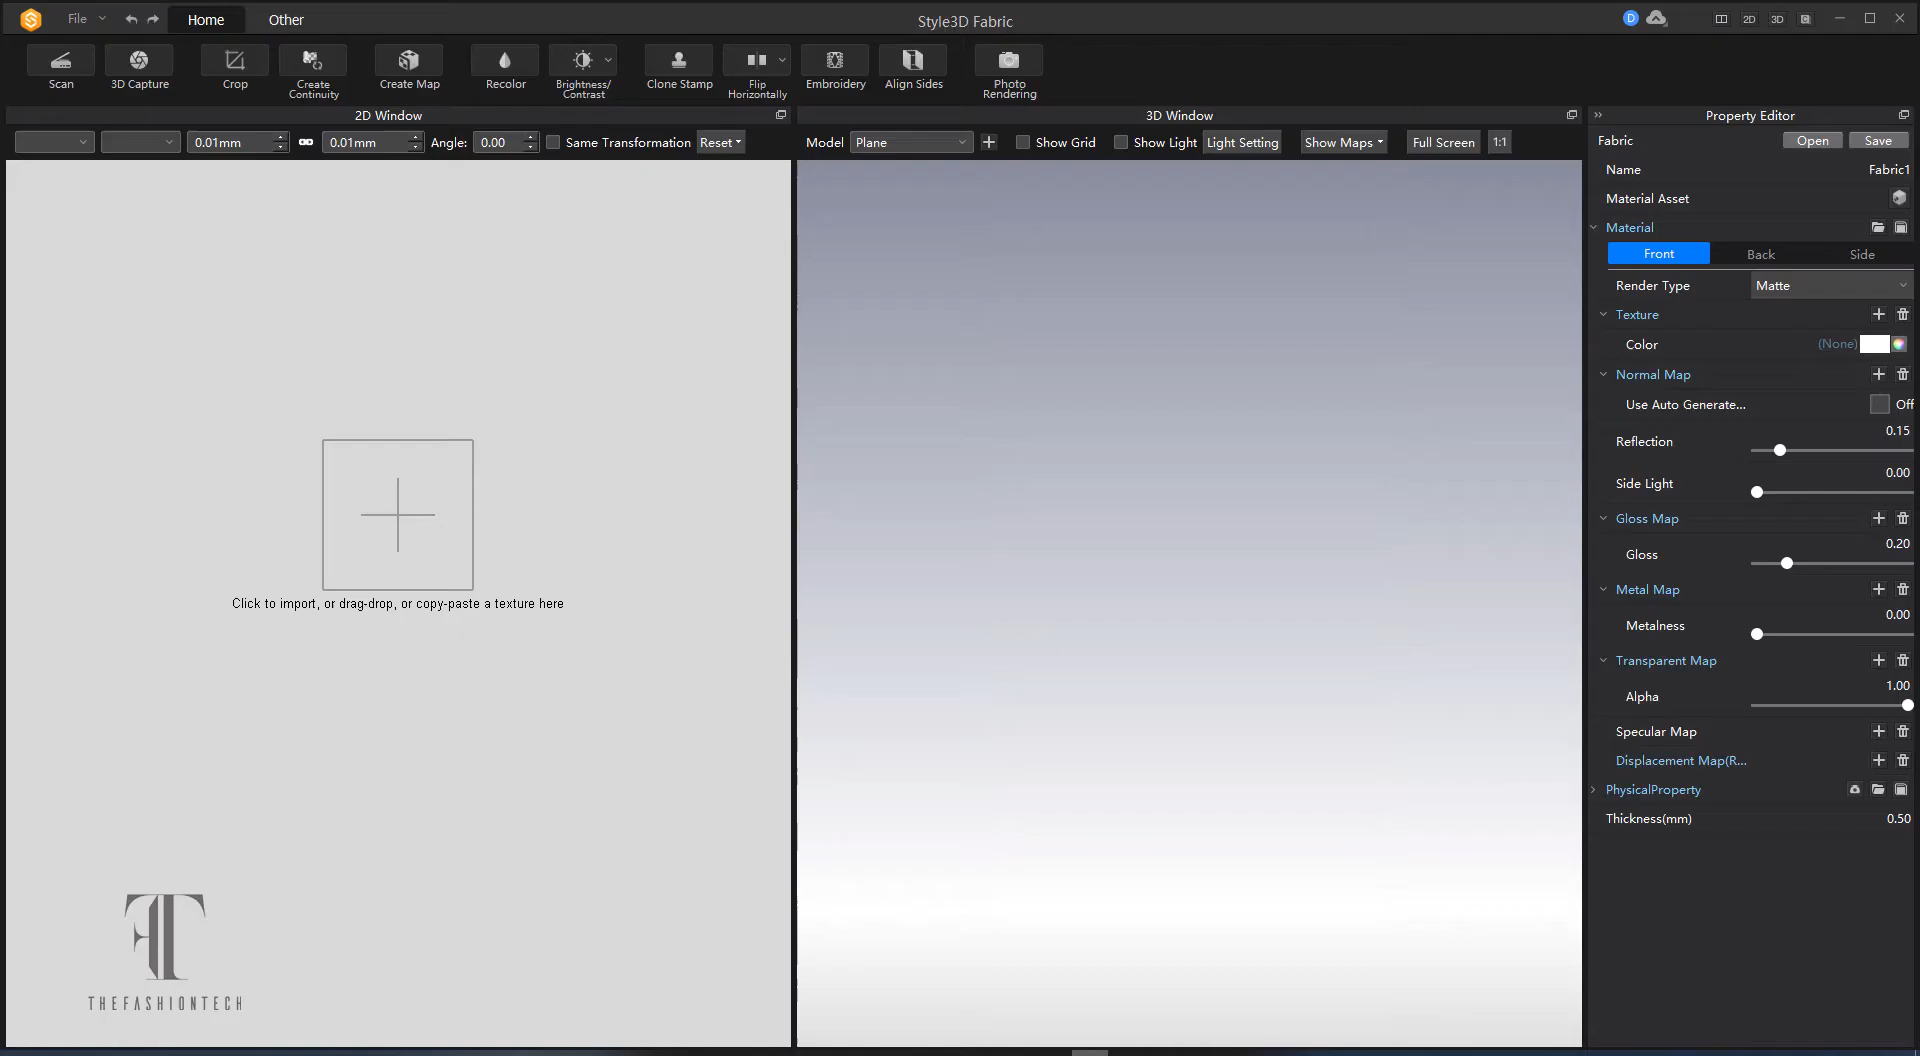 File
Home
Other
Style3D Fabric
D
2D
3D
Scan
3D Capture
Crop
Create
Continuity
Create Map
Recolor
Brightness/
Contrast
Clone Stamp
Flip
Horizontally
Embroidery
Align Sides
Photo
Rendering
2D Window
0.01mm
0.01mm
Angle:
0.00
Same Transformation
Reset
Click to import, or drag-drop, or copy-paste a texture here
THEFASHIONTECH
3D Window
Model
Plane
Show Grid
Show Light
Light Setting
Show Maps
Full Screen
1:1
Property Editor
Fabric
Open
Save
Name
Fabric1
Material Asset
Material
Front
Back
Side
Render Type
Matte
Texture
Color
(None)
Normal Map
Use Auto Generate...
Off
Reflection
0.15
Side Light
0.00
Gloss Map
Gloss
0.20
Metal Map
Metalness
0.00
Transparent Map
Alpha
1.00
Specular Map
Displacement Map(R...
PhysicalProperty
Thickness(mm)
0.50